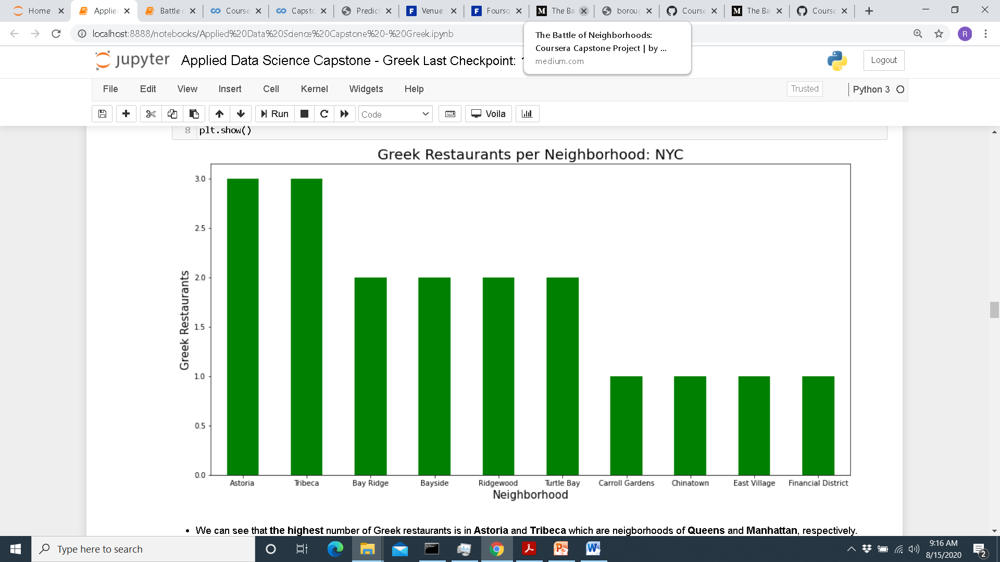 Home
Applie
Battle
Course
Capsto
Predict
Venue
Foursq
The Ba
boroug
Course
The Ba
Course
localhost:8888/notebooks/Applied%20Data%20Science%20Capstone%20-%20Greek.ipynb
R
The Battle of Neighborhoods:
Coursera Capstone Project | by ...
medium.com
jupyter Applied Data Science Capstone - Greek Last Checkpoint:
Logout
File Edit View Insert Cell Kernel Widgets Help
Trusted
Python 3
Run
Code
Voila
8 plt.show()
Greek Restaurants per Neighborhood: NYC
3.0
2.5
2.0
1.5
1.0
0.5
0.0
Greek Restaurants
Astoria Tribeca Bay Ridge Bayside Ridgewood Turtle Bay Carroll Gardens Chinatown East Village Financial District
Neighborhood
• We can see that the highest number of Greek restaurants is in Astoria and Tribeca which are neigborhoods of Queens and Manhattan, respectively.
Type here to search
9:16 AM
8/15/2020
2